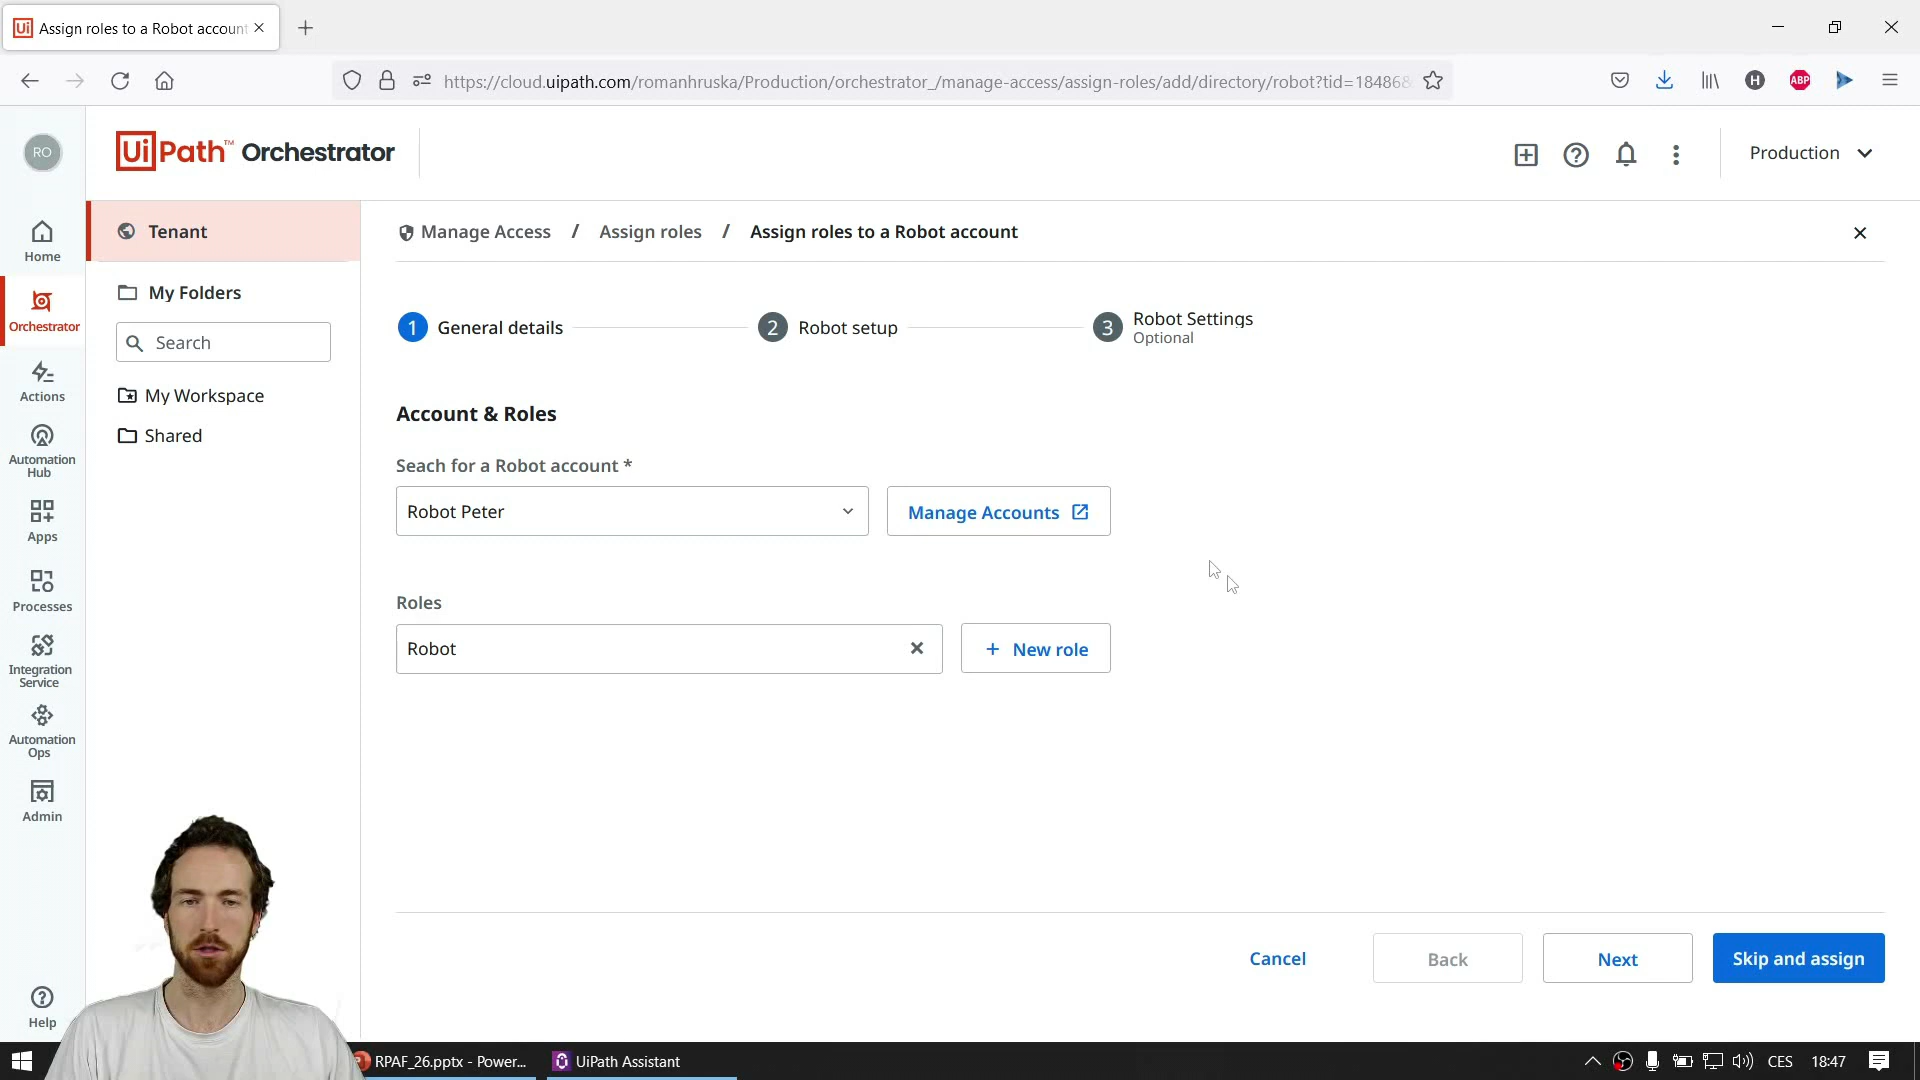 Assign roles to a Robot account
https://cloud.uipath.com/romanhruska/Production/orchestrator_/manage-access/assign-roles/add/directory/robot?tid=18486
H
ABP
RO
UiPath™ Orchestrator
Production
Home
Orchestrator
Actions
Automation
Hub
Apps
Processes
Integration
Service
Automation
Ops
Admin
Help
Tenant
My Folders
Search
My Workspace
Shared
Manage Access / Assign roles / Assign roles to a Robot account
1 General details
2 Robot setup
3 Robot Settings
Optional
Account & Roles
Seach for a Robot account *
Robot Peter
Manage Accounts
Roles
Robot
+ New role
Cancel
Back
Next
Skip and assign
RPAF_26.pptx - Power...
UiPath Assistant
CES
18:47